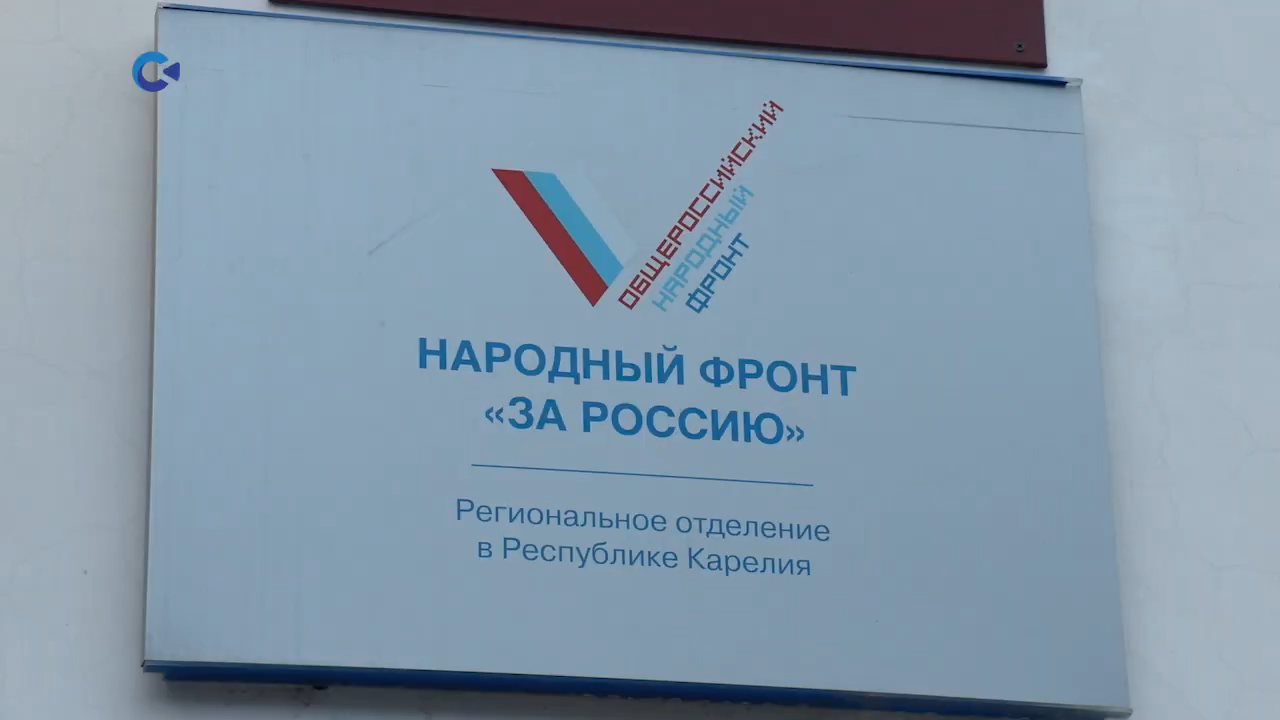 ОБЩЕРОССИЙСКИЙ
НАРОДНЫЙ
ФРОНТ
НАРОДНЫЙ ФРОНТ
«ЗА РОССИЮ»
Региональное отделение
в Республике Карелия